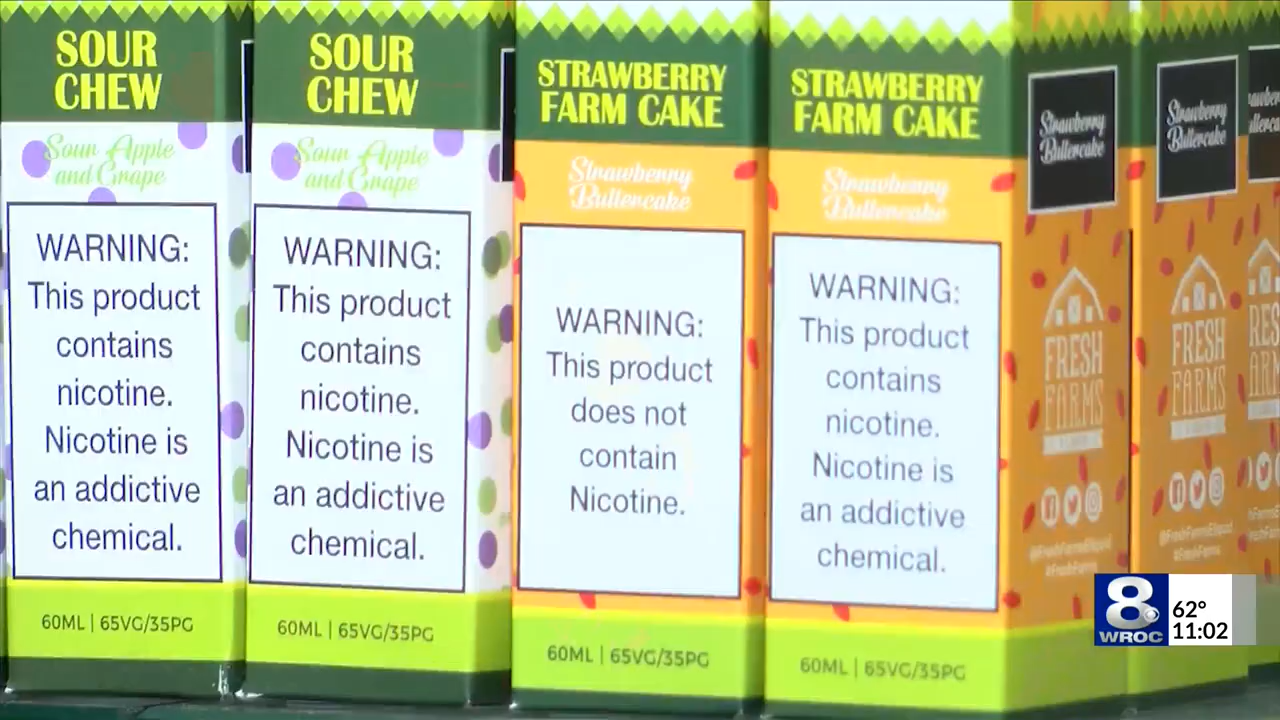 SOUR
CHEW
Sour Apple
and Grape
WARNING:
This product
contains
nicotine.
Nicotine is
an addictive
chemical.
60ML | 65VG/35PG
SOUR
CHEW
Sour Apple
and Grape
WARNING:
This product
contains
nicotine.
Nicotine is
an addictive
chemical.
60ML | 65VG/35PG
STRAWBERRY
FARM CAKE
Strawberry
Buttercake
WARNING:
This product
does not
contain
Nicotine.
60ML | 65VG/35PG
STRAWBERRY
FARM CAKE
Strawberry
Buttercake
WARNING:
This product
contains
nicotine.
Nicotine is
an addictive
chemical.
60ML | 65VG/35PG
Strawberry
Buttercake
FRESH
FARMS
@FreshFarmsEliquid
#FreshFarms
Strawberry
Buttercake
FRESH
FARMS
@FreshFarmsEliquid
#FreshFarms
8
WROC
62°
11:02